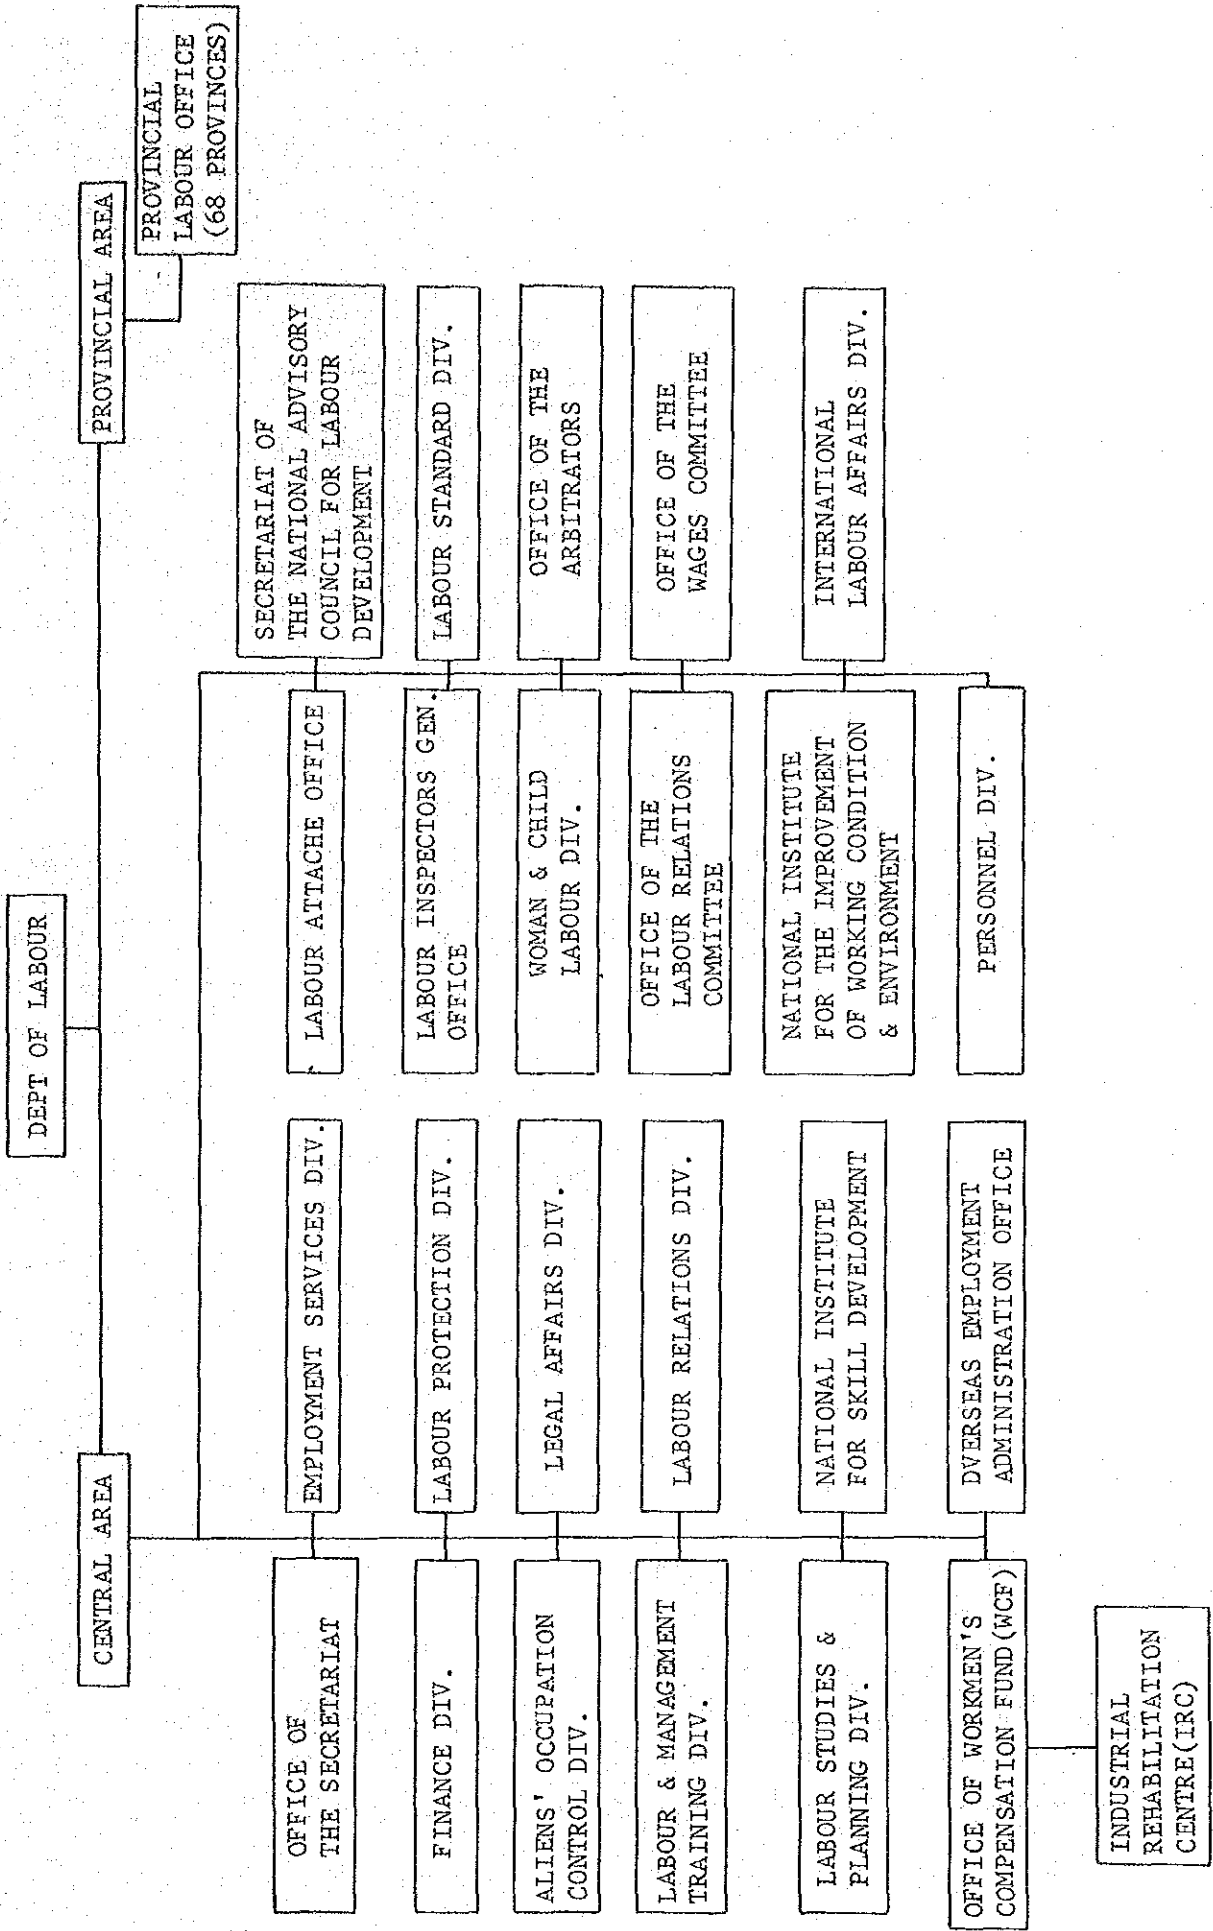 DEPT OF LABOUR
CENTRAL AREA
PROVINCIAL AREA
PROVINCIAL
LABOUR OFFICE
(68 PROVINCES)
OFFICE OF
THE SECRETARIAT
EMPLOYMENT SERVICES DIV.
LABOUR ATTACHE OFFICE
SECRETARIAT OF
THE NATIONAL ADVISORY
COUNCIL FOR LABOUR
DEVELOPMENT
FINANCE DIV.
LABOUR PROTECTION DIV.
LABOUR INSPECTORS GEN.
OFFICE
LABOUR STANDARD DIV.
ALIENS' OCCUPATION
CONTROL DIV.
LEGAL AFFAIRS DIV.
WOMAN & CHILD
LABOUR DIV.
OFFICE OF THE
ARBITRATORS
LABOUR & MANAGEMENT
TRAINING DIV.
LABOUR RELATIONS DIV.
OFFICE OF THE
LABOUR RELATIONS
COMMITTEE
OFFICE OF THE
WAGES COMMITTEE
LABOUR STUDIES &
PLANNING DIV.
NATIONAL INSTITUTE
FOR SKILL DEVELOPMENT
NATIONAL INSTITUTE
FOR THE IMPROVEMENT
OF WORKING CONDITION
& ENVIRONMENT
INTERNATIONAL
LABOUR AFFAIRS DIV.
OFFICE OF WORKMEN'S
COMPENSATION FUND(WCF)
DVERSEAS EMPLOYMENT
ADMINISTRATION OFFICE
PERSONNEL DIV.
INDUSTRIAL
REHABILITATION
CENTRE(IRC)